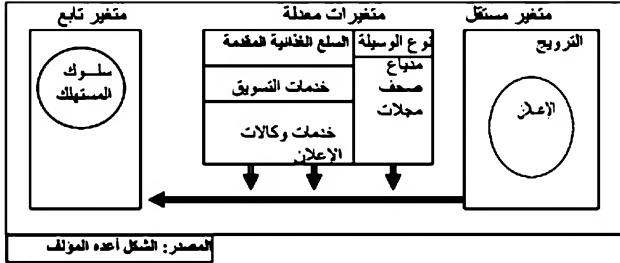 متغير مستقل
متغيرات معدلة
متغير تابع
الترويج
الإعلان
نوع الوسيلة
مذياع
صحف
مجلات
السلع الغذائية المقدمة
خدمات التسويق
خدمات وكالات
الإعلان
سلوك
المستهلك
المصدر: الشكل أعده المؤلف